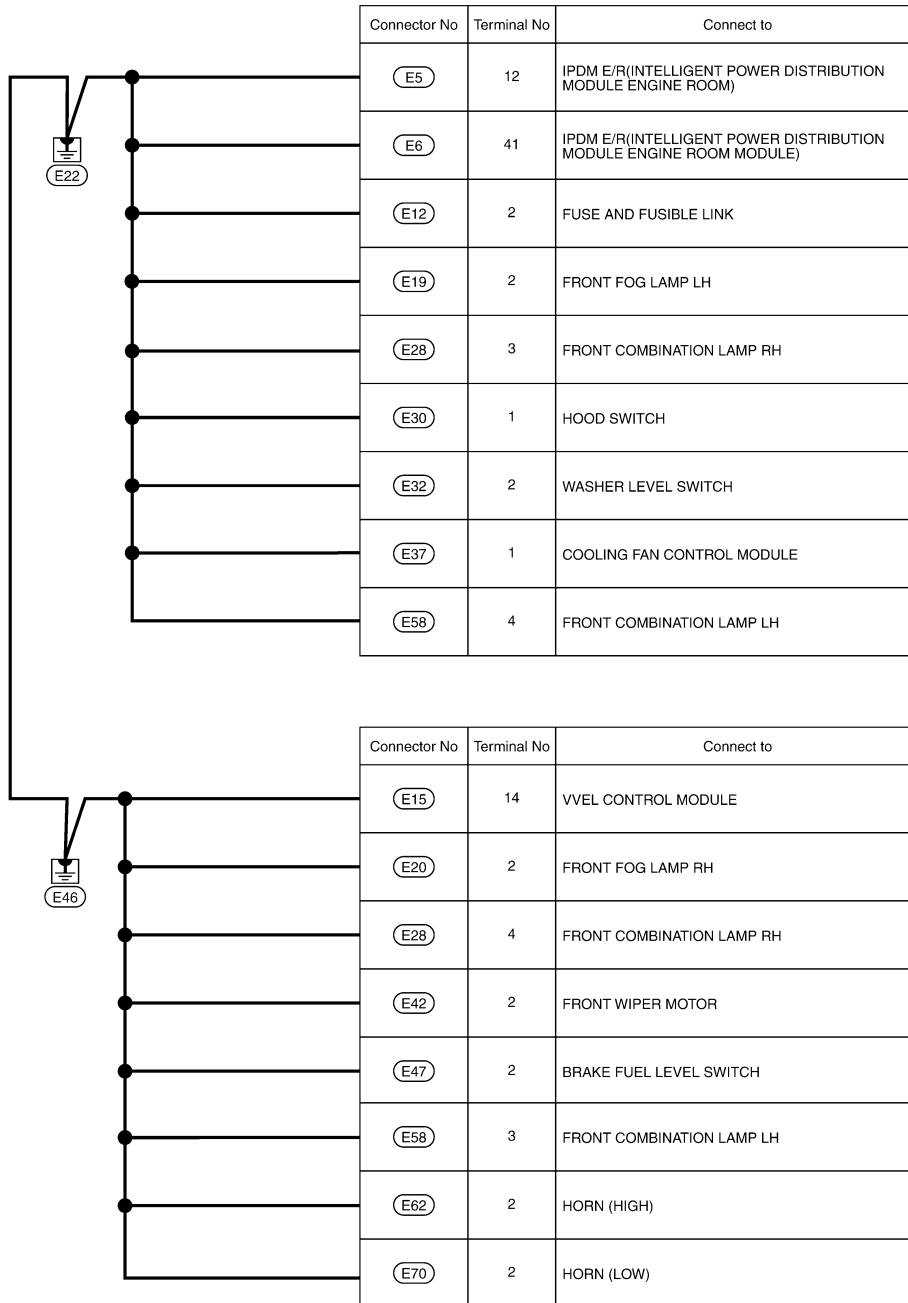 Connector No Terminal No Connect to
E5 12 IPDM E/R(INTELLIGENT POWER DISTRIBUTION
MODULE ENGINE ROOM)
E22
E6 41 IPDM E/R(INTELLIGENT POWER DISTRIBUTION
MODULE ENGINE ROOM MODULE)
E12 2 FUSE AND FUSIBLE LINK
E19 2 FRONT FOG LAMP LH
E28 3 FRONT COMBINATION LAMP RH
E30 1 HOOD SWITCH
E32 2 WASHER LEVEL SWITCH
E37 1 COOLING FAN CONTROL MODULE
E58 4 FRONT COMBINATION LAMP LH
Connector No Terminal No Connect to
E15 14 VVEL CONTROL MODULE
E46
E20 2 FRONT FOG LAMP RH
E28 4 FRONT COMBINATION LAMP RH
E42 2 FRONT WIPER MOTOR
E47 2 BRAKE FUEL LEVEL SWITCH
E58 3 FRONT COMBINATION LAMP LH
E62 2 HORN (HIGH)
E70 2 HORN (LOW)